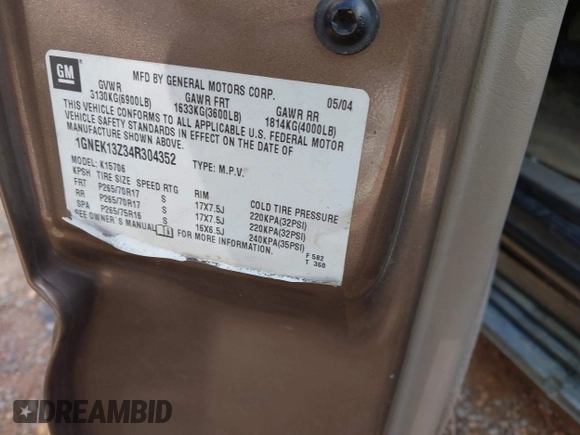 GM
MFD BY GENERAL MOTORS CORP. 05/04
GVWR GAWR FRT GAWR RR
3130KG(6900LB) 1633KG(3600LB) 1814KG(4000LB)
THIS VEHICLE CONFORMS TO ALL APPLICABLE U.S. FEDERAL MOTOR
VEHICLE SAFETY STANDARDS IN EFFECT ON THE DATE OF
MANUFACTURE SHOWN ABOVE.
1GNEK13Z34R304352 TYPE: M.P.V.
MODEL: K15706
KPSH TIRE SIZE SPEED RTG RIM COLD TIRE PRESSURE
FRT P265/70R17 S 17X7.5J 220KPA(32PSI)
RR P265/70R17 S 17X7.5J 220KPA(32PSI)
SPA P265/75R16 S 16X6.5J 240KPA(35PSI)
SEE OWNER'S MANUAL FOR MORE INFORMATION.
F 582
T 360
DREAMBID